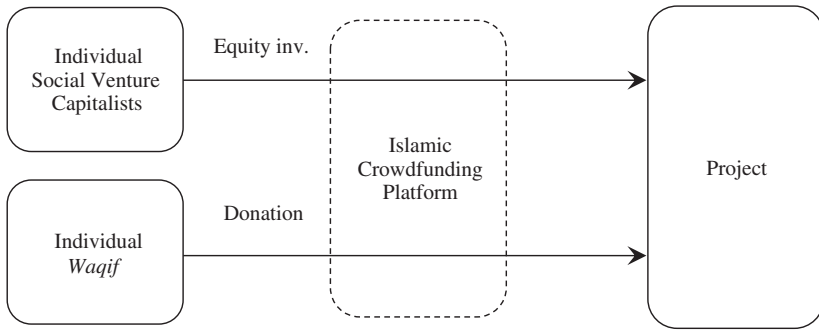 Individual
Social Venture
Capitalists
Equity inv.
Islamic
Crowdfunding
Platform
Project
Donation
Individual
Waqif